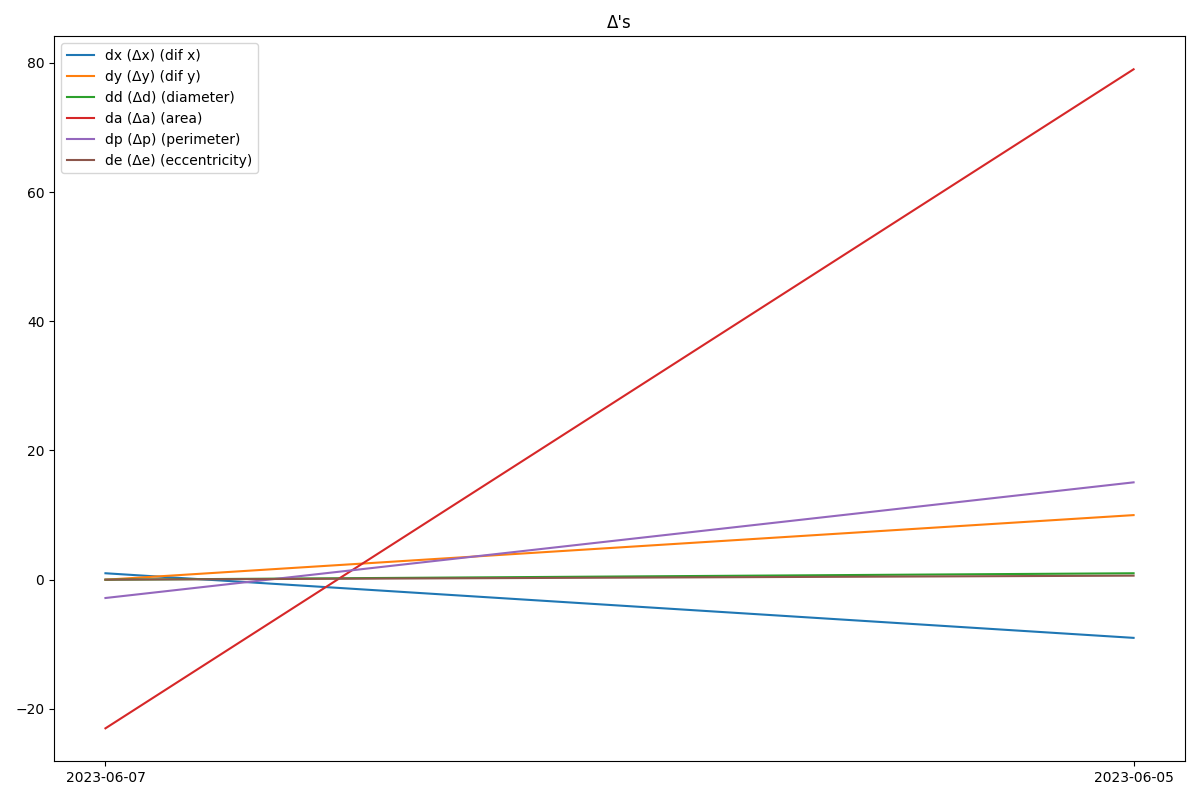 Δ's
dx (Δx) (dif x)
dy (Δy) (dif y)
dd (Δd) (diameter)
da (Δa) (area)
dp (Δp) (perimeter)
de (Δe) (eccentricity)
80
60
40
20
0
−20
2023-06-07
2023-06-05